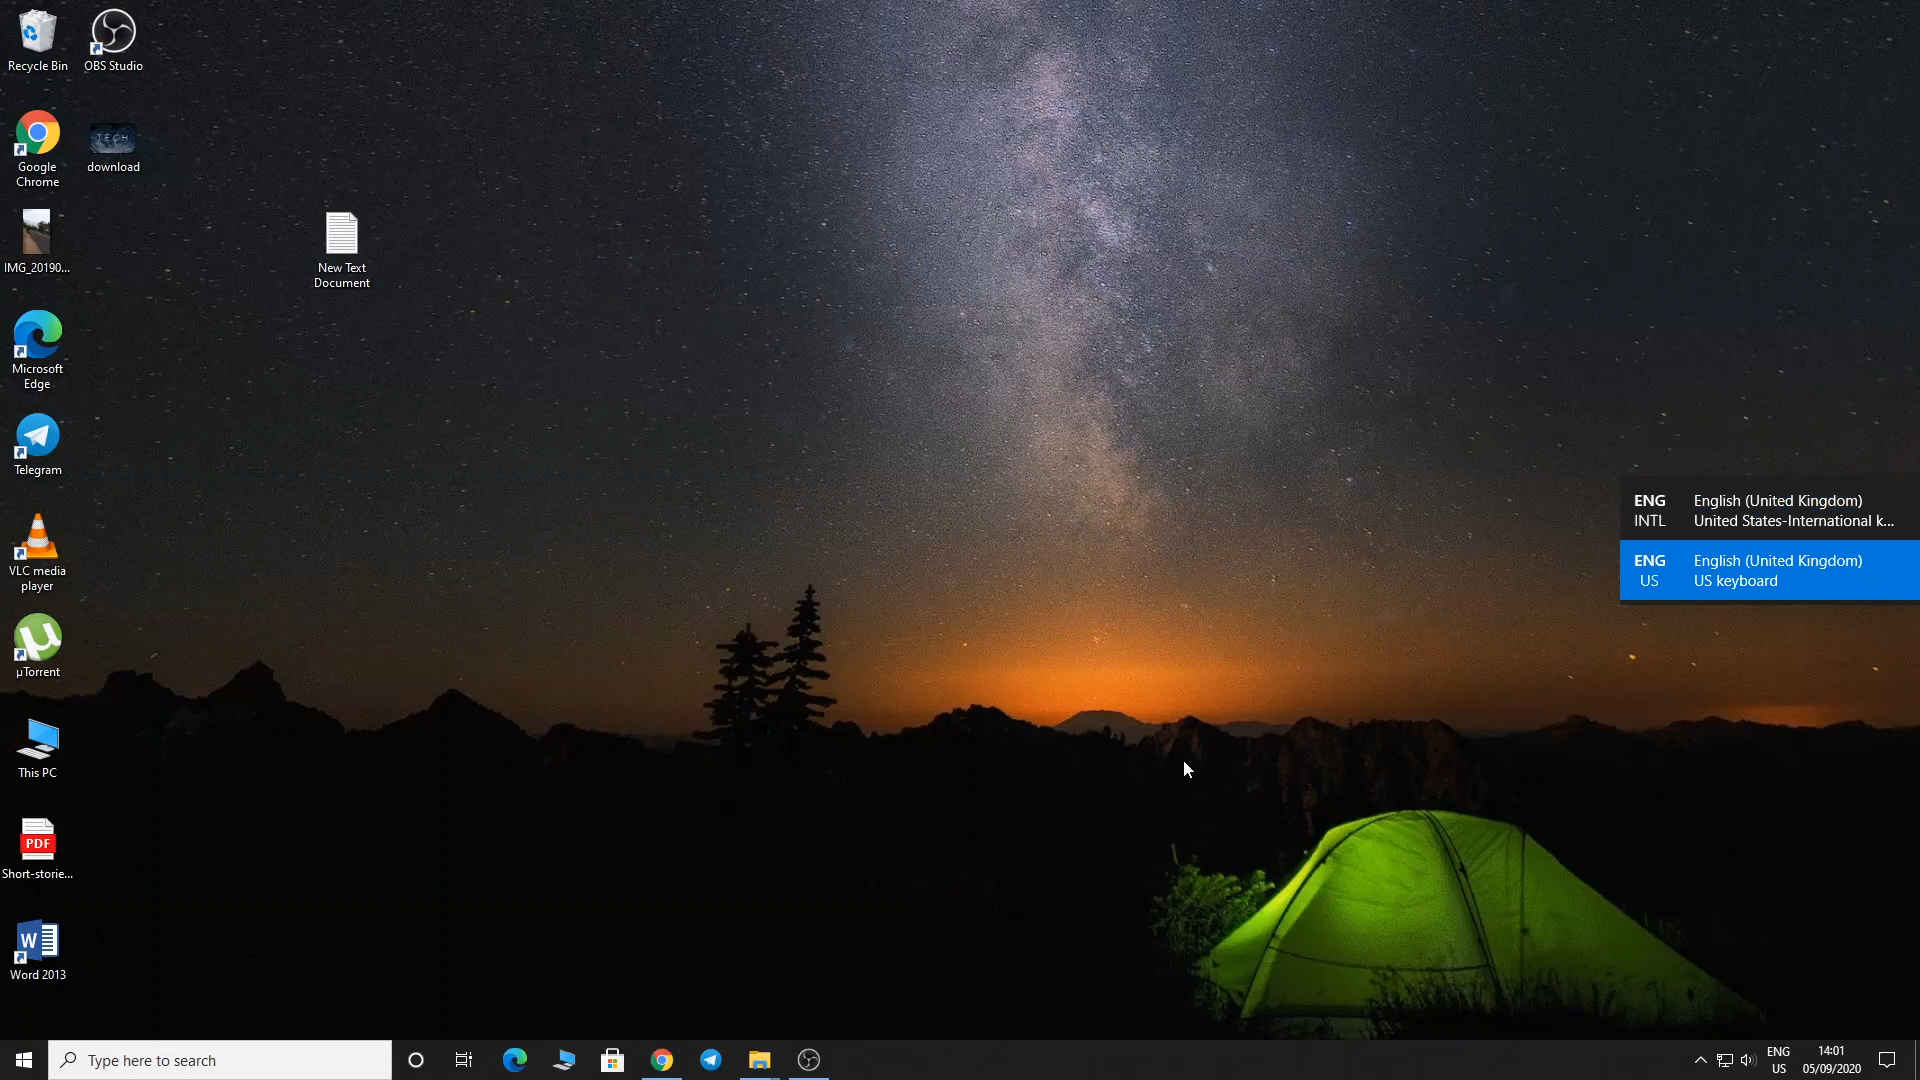 Recycle Bin
OBS Studio
Google
Chrome
TECH
download
IMG_20190...
New Text
Document
Microsoft
Edge
Telegram
VLC media
player
µTorrent
This PC
PDF
Short-storie...
W
Word 2013
ENG English (United Kingdom)
INTL United States-International k...
ENG English (United Kingdom)
US US keyboard
Type here to search
ENG
US
14:01
05/09/2020